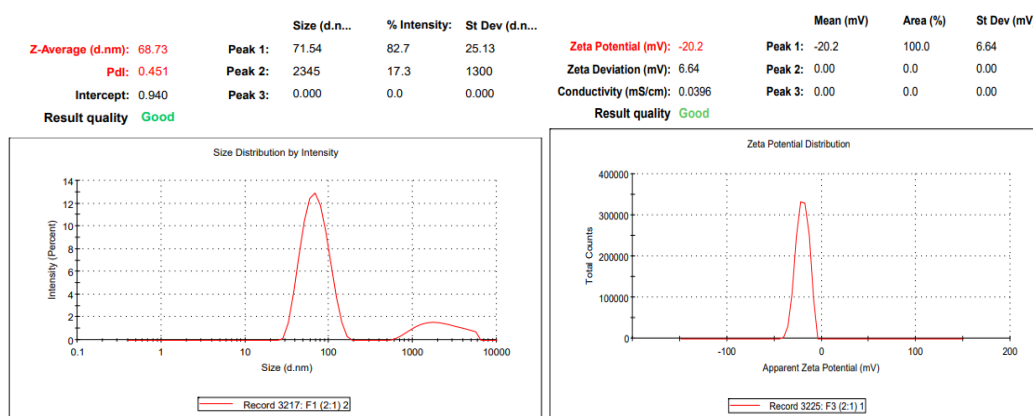 Size (d.n... % Intensity: St Dev (d.n...
Z-Average (d.nm): 68.73 Peak 1: 71.54 82.7 25.13
PdI: 0.451 Peak 2: 2345 17.3 1300
Intercept: 0.940 Peak 3: 0.000 0.0 0.000
Result quality Good
Size Distribution by Intensity
Intensity (Percent)
14
12
10
8
6
4
2
0
0.1 1 10 100 1000 10000
Size (d.nm)
Record 3217: F1 (2:1) 2
Mean (mV) Area (%) St Dev (mV)
Zeta Potential (mV): -20.2 Peak 1: -20.2 100.0 6.64
Zeta Deviation (mV): 6.64 Peak 2: 0.00 0.0 0.00
Conductivity (mS/cm): 0.0396 Peak 3: 0.00 0.0 0.00
Result quality Good
Zeta Potential Distribution
Total Counts
400000
300000
200000
100000
0
-100 0 100 200
Apparent Zeta Potential (mV)
Record 3225: F3 (2:1) 1